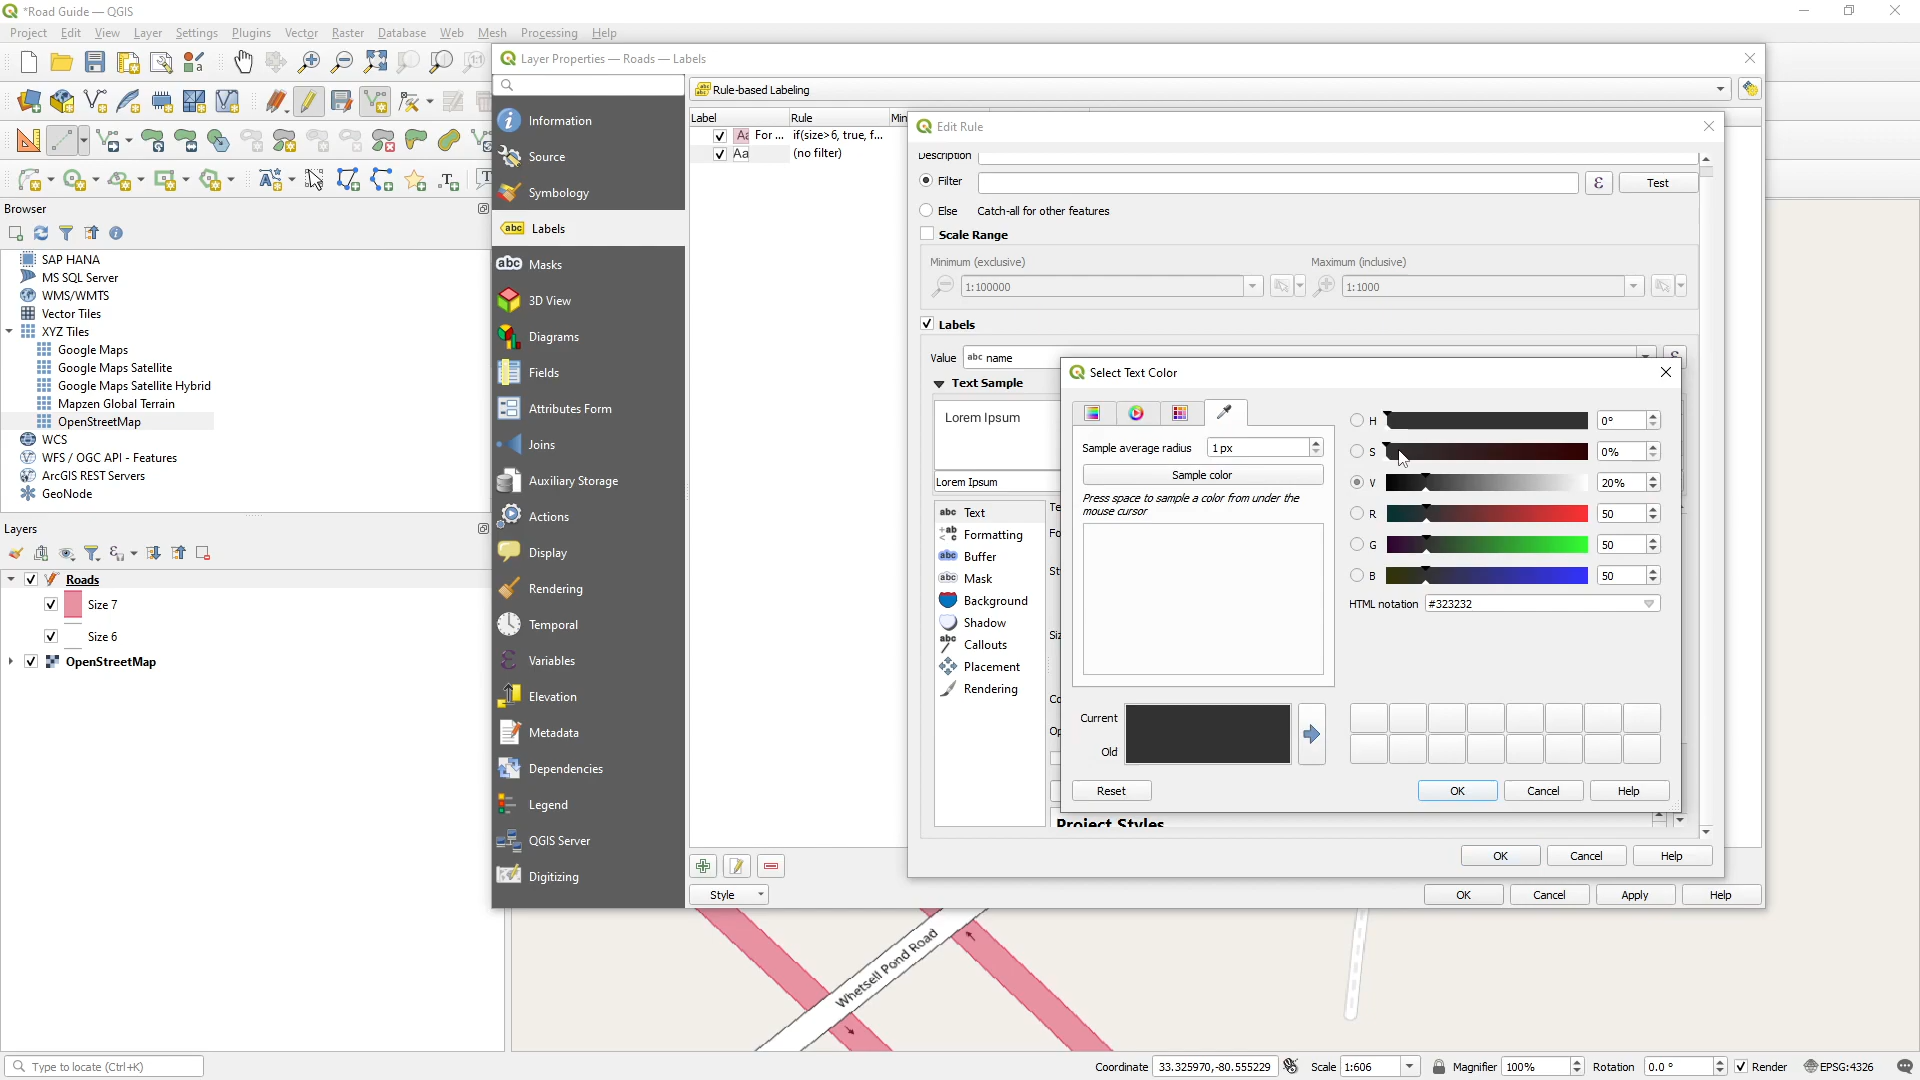 *Road Guide — QGIS
Project Edit View Layer Settings Plugins Vector Raster Database Web Mesh Processing Help
Layer Properties — Roads — Labels
Information
Source
Symbology
Labels
Masks
3D View
Diagrams
Fields
Attributes Form
Joins
Auxiliary Storage
Actions
Display
Rendering
Temporal
Variables
Elevation
Metadata
Dependencies
Legend
QGIS Server
Digitizing
Rule-based Labeling
Label Rule Min
For ... if(size>6, true, f...
Aa (no filter)
Style
OK Cancel Apply Help
Edit Rule
Description
Filter Test
Else Catch-all for other features
Scale Range
Minimum (exclusive) Maximum (inclusive)
1:100000 1:1000
Labels
Value abc name
Text Sample
Lorem Ipsum
Lorem Ipsum
Text
Formatting
Buffer
Mask
Background
Shadow
Callouts
Placement
Rendering
Project Styles
OK Cancel Help
Select Text Color
Sample average radius 1 px
Sample color
Press space to sample a color from under the
mouse cursor
H 0°
S 0%
V 20%
R 50
G 50
B 50
HTML notation #323232
Current
Old
Reset OK Cancel Help
Browser
SAP HANA
MS SQL Server
WMS/WMTS
Vector Tiles
XYZ Tiles
Google Maps
Google Maps Satellite
Google Maps Satellite Hybrid
Mapzen Global Terrain
OpenStreetMap
WCS
WFS / OGC API - Features
ArcGIS REST Servers
GeoNode
Layers
Roads
Size 7
Size 6
OpenStreetMap
Whetsell Pond Road
Type to locate (Ctrl+K) Coordinate 33.325970,-80.555229 Scale 1:606 Magnifier 100% Rotation 0.0 ° Render EPSG:4326